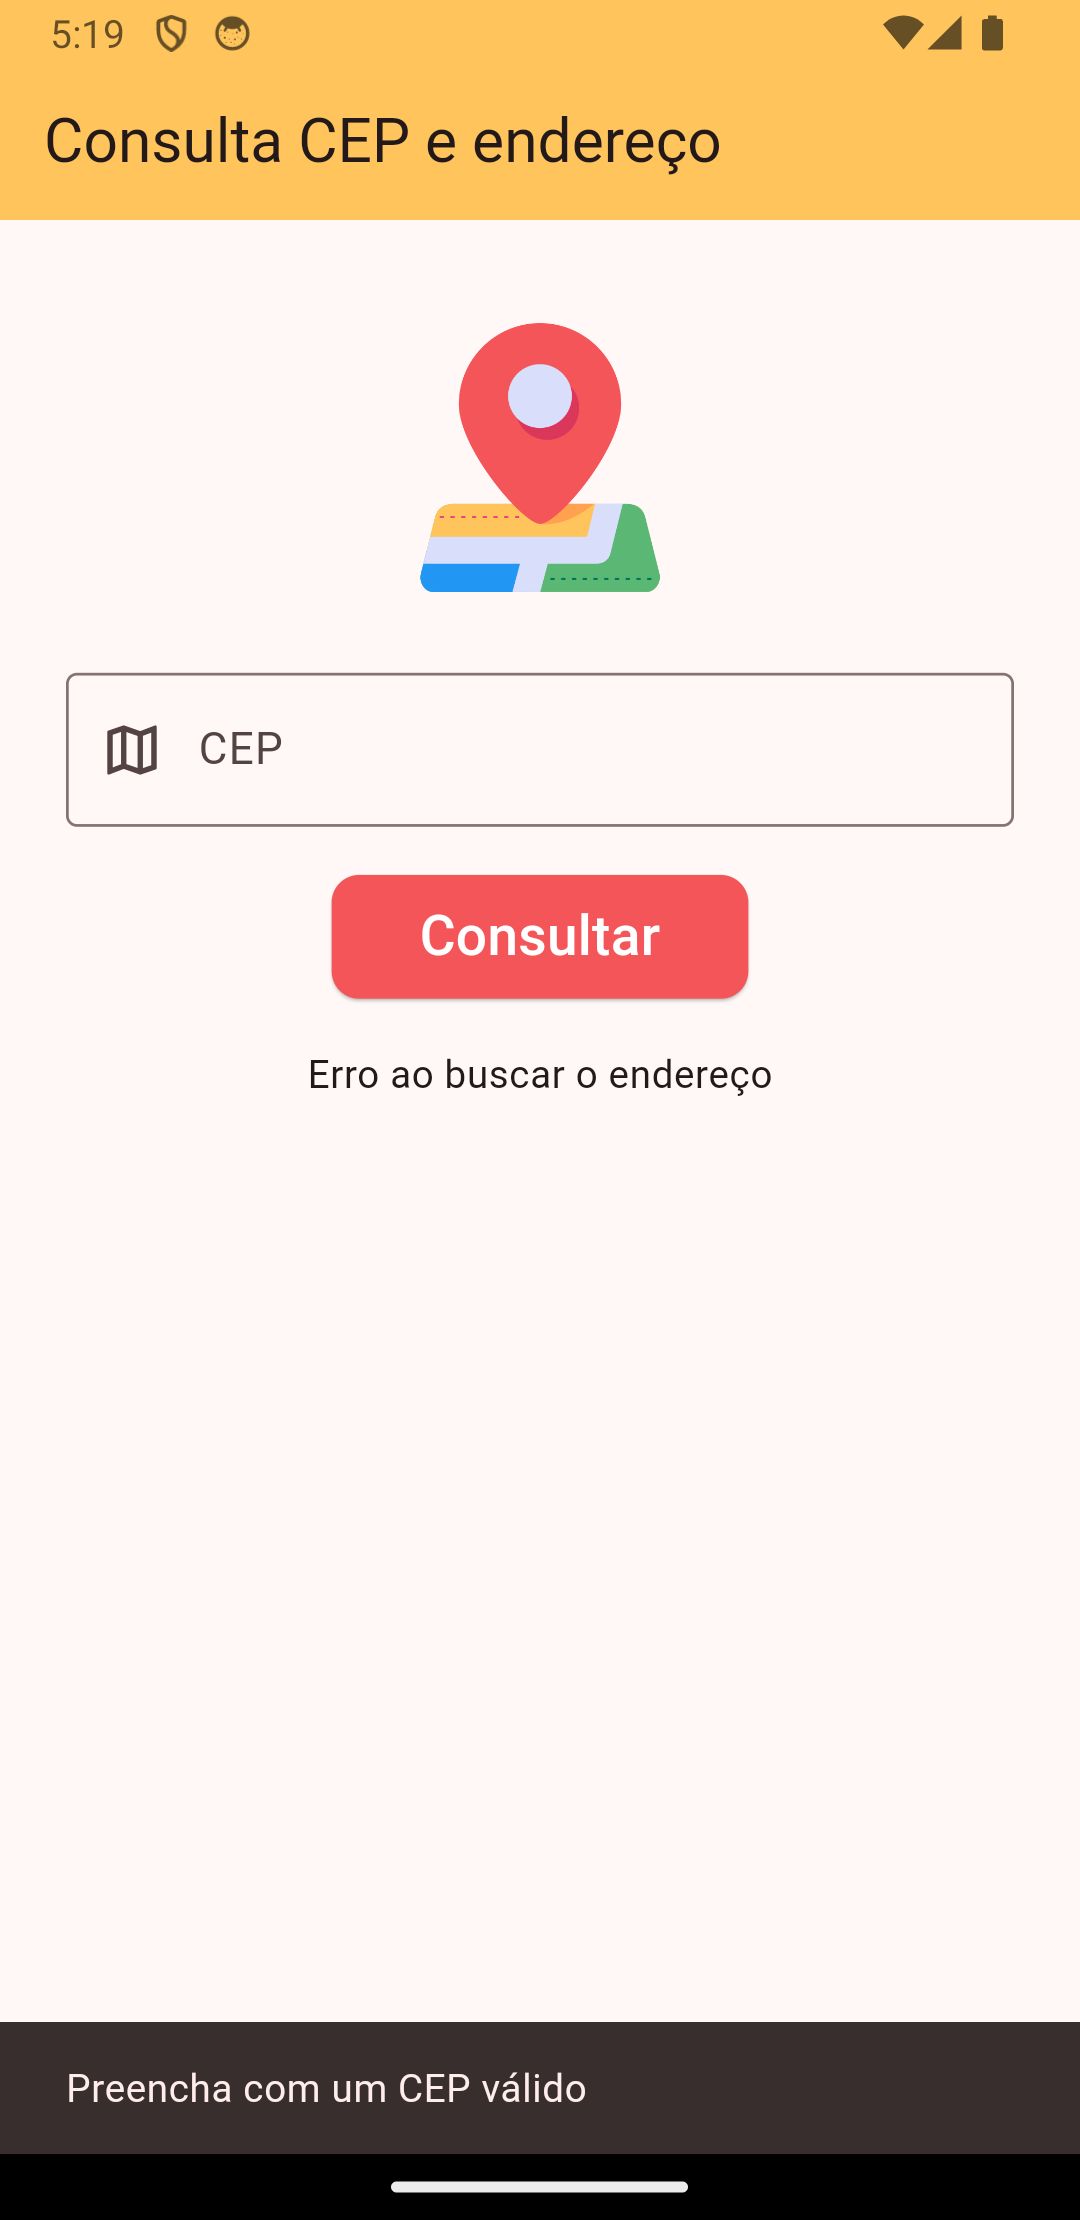 5:19
Consulta CEP e endereço
CEP
Consultar
Erro ao buscar o endereço
Preencha com um CEP válido